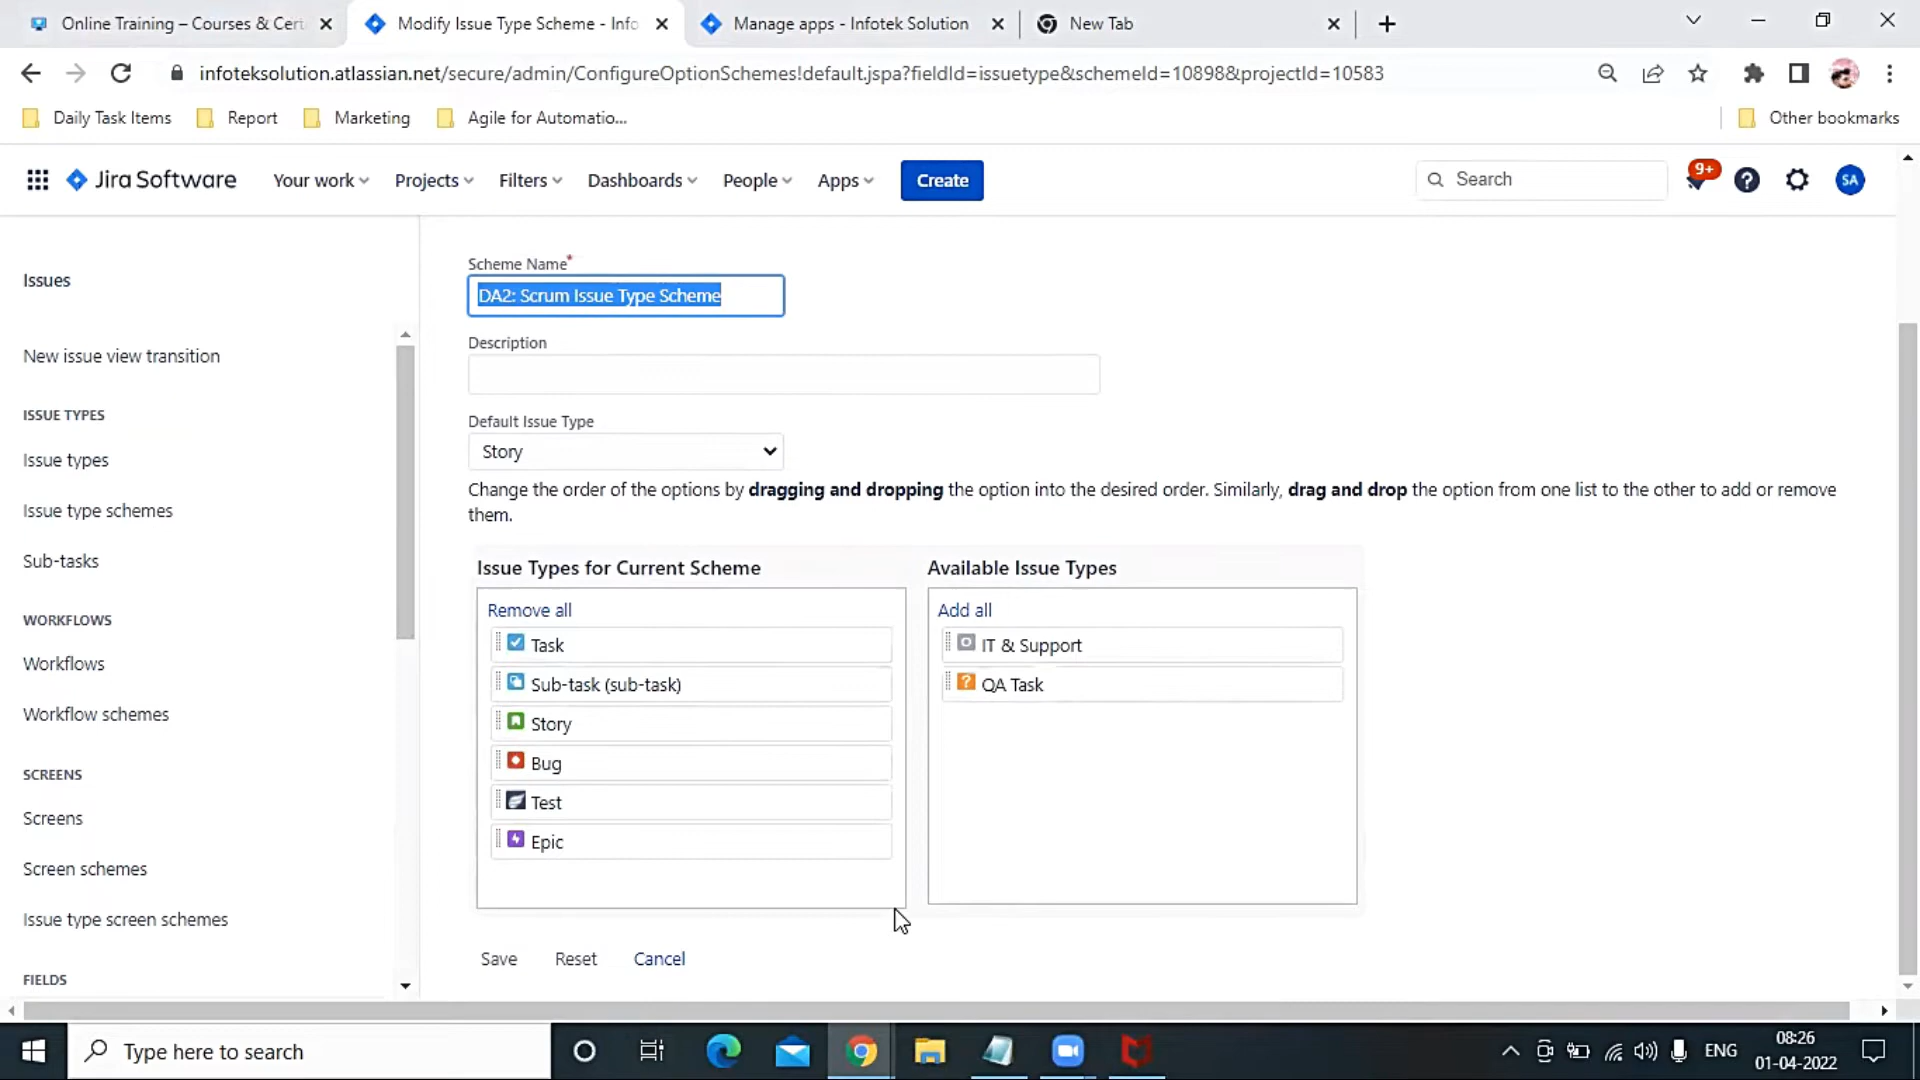 Online Training – Courses & Cert
Modify Issue Type Scheme - Info
Manage apps - Infotek Solution
New Tab
infoteksolution.atlassian.net/secure/admin/ConfigureOptionSchemes!default.jspa?fieldId=issuetype&schemeId=10898&projectId=10583
Daily Task Items
Report
Marketing
Agile for Automatio...
Other bookmarks
Jira Software
Your work
Projects
Filters
Dashboards
People
Apps
Create
Search
9+
SA
Issues
New issue view transition
ISSUE TYPES
Issue types
Issue type schemes
Sub-tasks
WORKFLOWS
Workflows
Workflow schemes
SCREENS
Screens
Screen schemes
Issue type screen schemes
FIELDS
Scheme Name*
DA2: Scrum Issue Type Scheme
Description
Default Issue Type
Story
Change the order of the options by dragging and dropping the option into the desired order. Similarly, drag and drop the option from one list to the other to add or remove
them.
Issue Types for Current Scheme
Remove all
Task
Sub-task (sub-task)
Story
Bug
Test
Epic
Available Issue Types
Add all
IT & Support
QA Task
Save
Reset
Cancel
Type here to search
ENG
08:26
01-04-2022